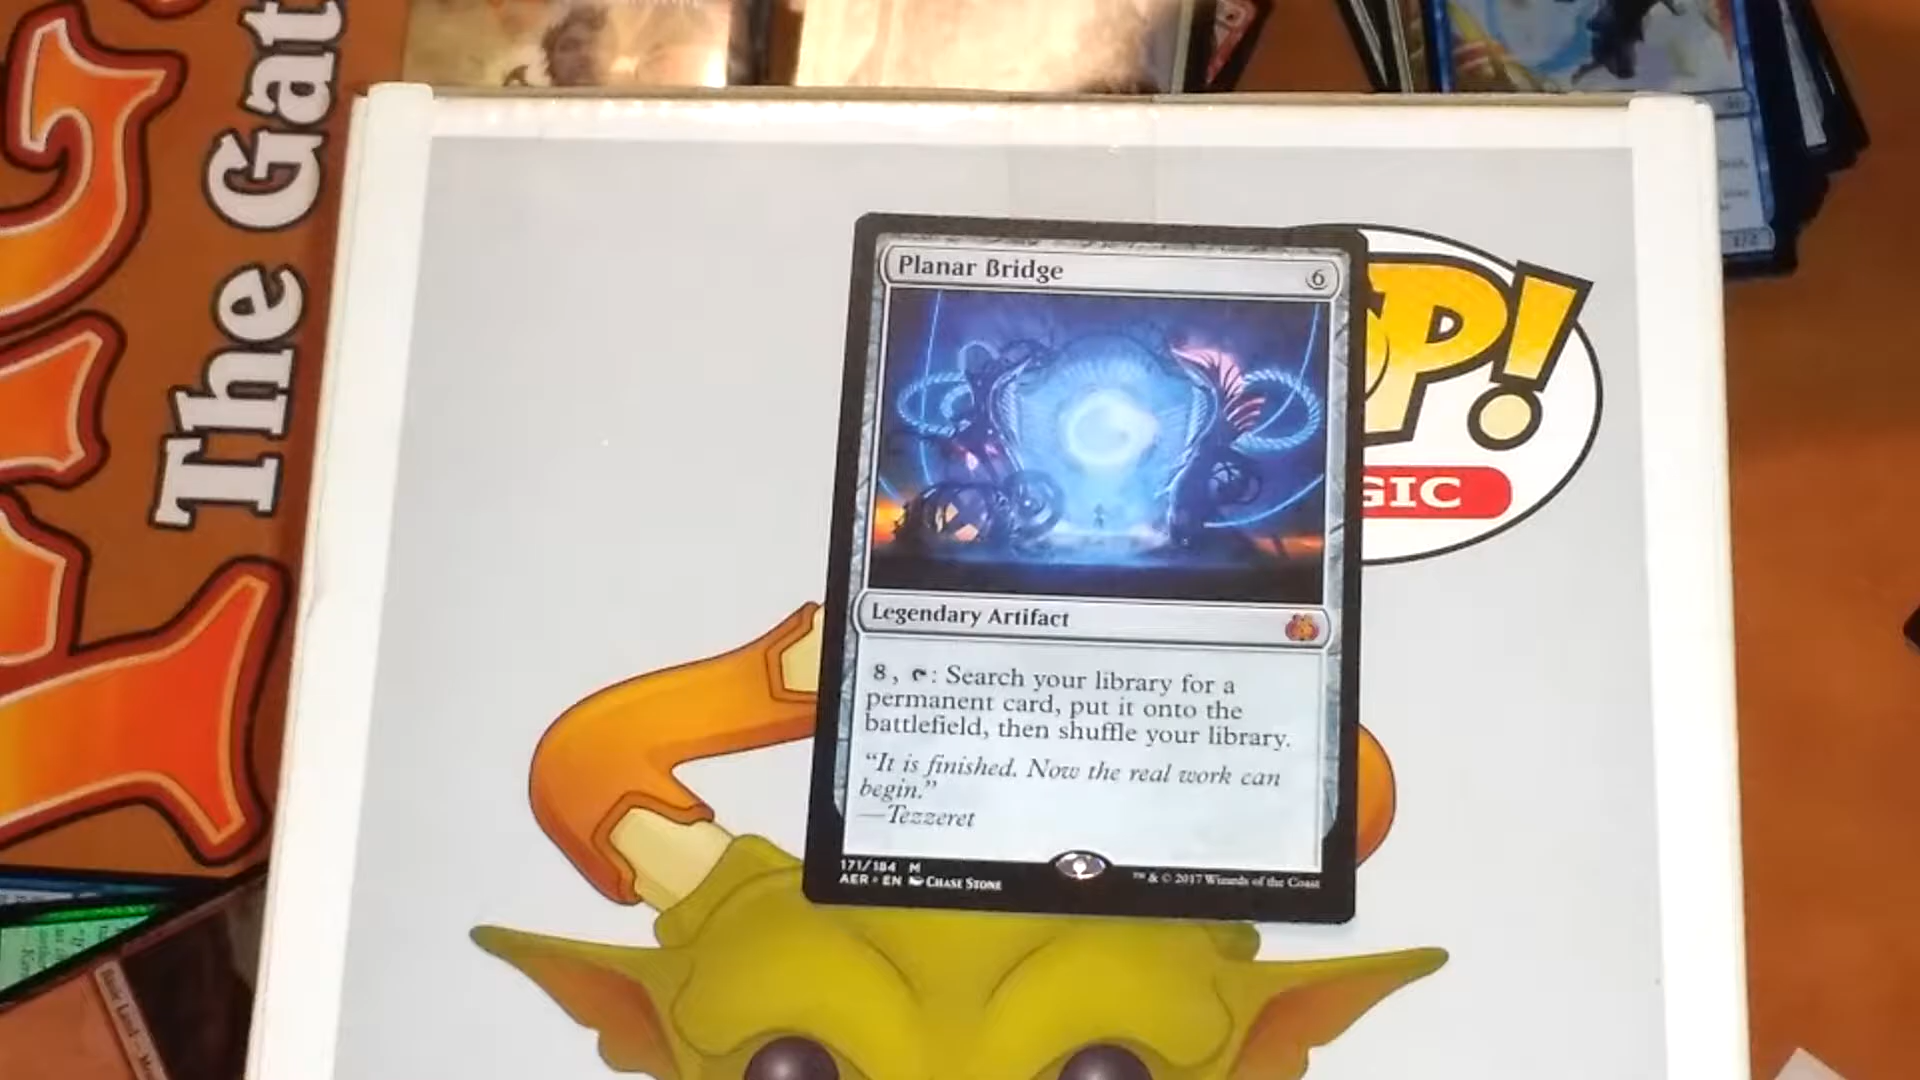 The Gat
Planar Bridge
6
P!
GIC
Legendary Artifact
8, : Search your library for a
permanent card, put it onto the
battlefield, then shuffle your library.
“It is finished. Now the real work can
begin.”
—Tezzeret
171/184 M
AER • EN CHASE STONE
™ & © 2017 Wizards of the Coast